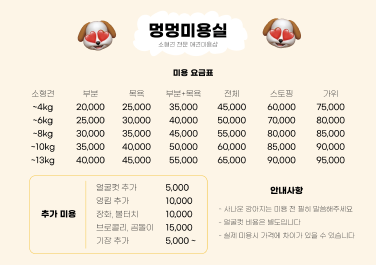 멍멍미용실
소형견 전문 애견미용샵
미용 요금표
소형견 부분 목욕 부분+목욕 전체 스포팅 가위
~4kg 20,000 25,000 35,000 45,000 60,000 75,000
~6kg 25,000 30,000 40,000 50,000 70,000 80,000
~8kg 30,000 35,000 45,000 55,000 80,000 85,000
~10kg 35,000 40,000 50,000 60,000 85,000 90,000
~13kg 40,000 45,000 55,000 65,000 90,000 95,000
추가 미용
얼굴컷 추가 5,000
엉킴 추가 10,000
장화, 볼터치 10,000
브로콜리, 곰돌이 15,000
기장 추가 5,000 ~
안내사항
- 사나운 강아지는 미용 전 필히 말씀해주세요
- 얼굴컷 비용은 별도입니다
- 실제 미용시 가격에 차이가 있을 수 있습니다